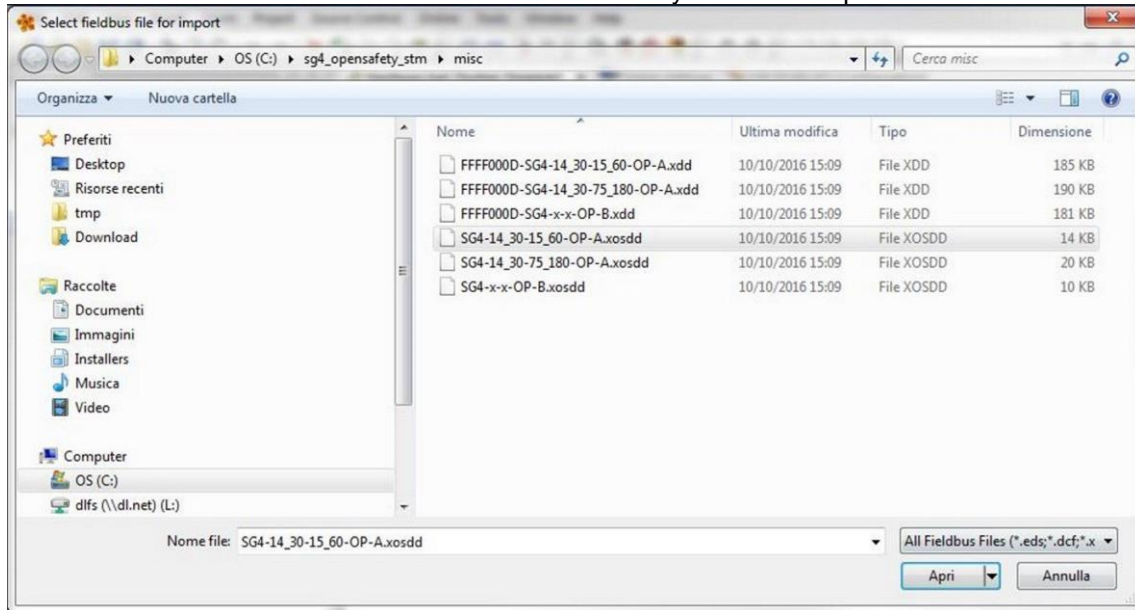 Select fieldbus file for import
Computer OS (C:) sg4_opensafety_stm misc
Cerca misc
Organizza Nuova cartella
Preferiti
Desktop
Risorse recenti
tmp
Download
Raccolte
Documenti
Immagini
Installers
Musica
Video
Computer
OS (C:)
dlfs (\\dl.net) (L:)
Nome Ultima modifica Tipo Dimensione
FFFF000D-SG4-14_30-15_60-OP-A.xdd 10/10/2016 15:09 File XDD 185 KB
FFFF000D-SG4-14_30-75_180-OP-A.xdd 10/10/2016 15:09 File XDD 190 KB
FFFF000D-SG4-x-x-OP-B.xdd 10/10/2016 15:09 File XDD 181 KB
SG4-14_30-15_60-OP-A.xosdd 10/10/2016 15:09 File XOSDD 14 KB
SG4-14_30-75_180-OP-A.xosdd 10/10/2016 15:09 File XOSDD 20 KB
SG4-x-x-OP-B.xosdd 10/10/2016 15:09 File XOSDD 10 KB
Nome file: SG4-14_30-15_60-OP-A.xosdd
All Fieldbus Files (*.eds;*.dcf;*.x
Apri Annulla